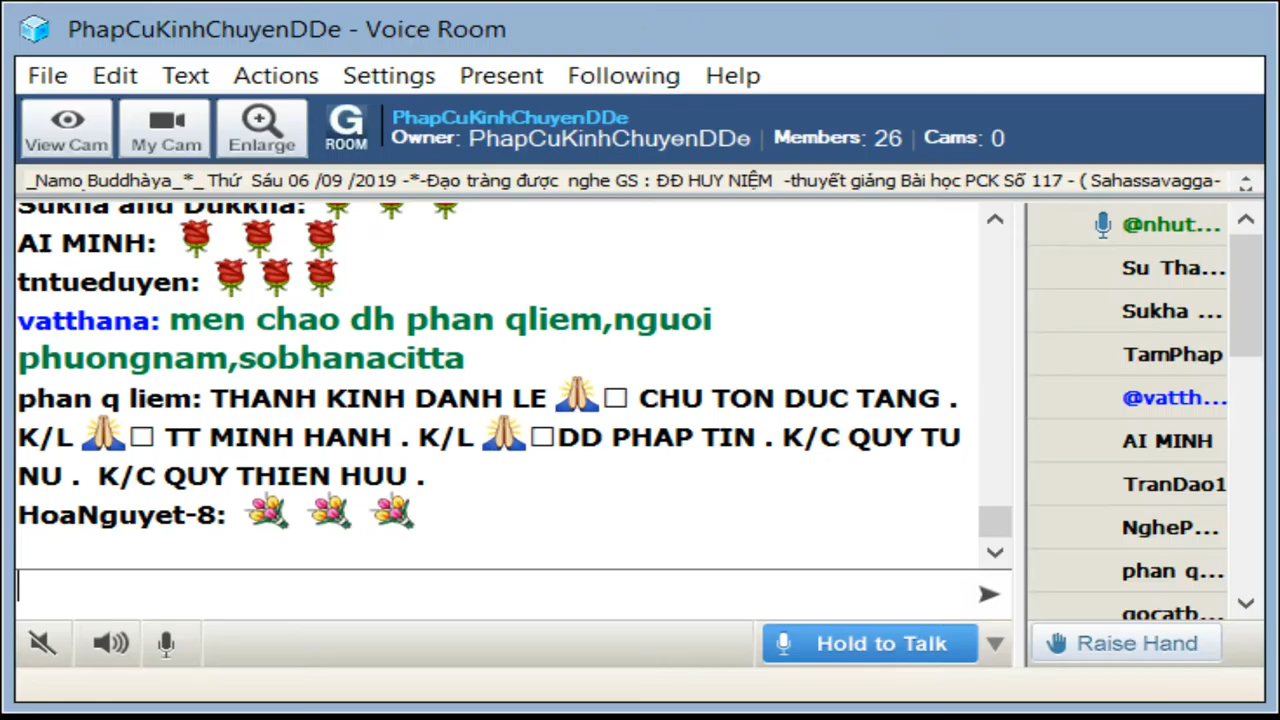 PhapCuKinhChuyenDDe - Voice Room
File Edit Text Actions Settings Present Following Help
View Cam My Cam Enlarge G ROOM PhapCuKinhChuyenDDe
Owner: PhapCuKinhChuyenDDe | Members: 26 | Cams: 0
_Namo_Buddhàya_*_ Thứ Sáu 06 /09 /2019 -*-Đạo tràng được nghe GS : ĐĐ HUY NIỆM -thuyết giảng Bài học PCK Số 117 - ( Sahassavagga-
Sukha and Dukkha:
AI MINH:
tntueduyen:
vatthana: men chao dh phan qliem,nguoi
phuongnam,sobhanacitta
phan q liem: THANH KINH DANH LE 🙏□ CHU TON DUC TANG .
K/L 🙏□ TT MINH HANH . K/L 🙏□DD PHAP TIN . K/C QUY TU
NU . K/C QUY THIEN HUU .
HoaNguyet-8:
@nhut...
Su Tha...
Sukha ...
TamPhap
@vatth...
AI MINH
TranDao1
NgheP...
phan q...
gocatb...
Hold to Talk
Raise Hand